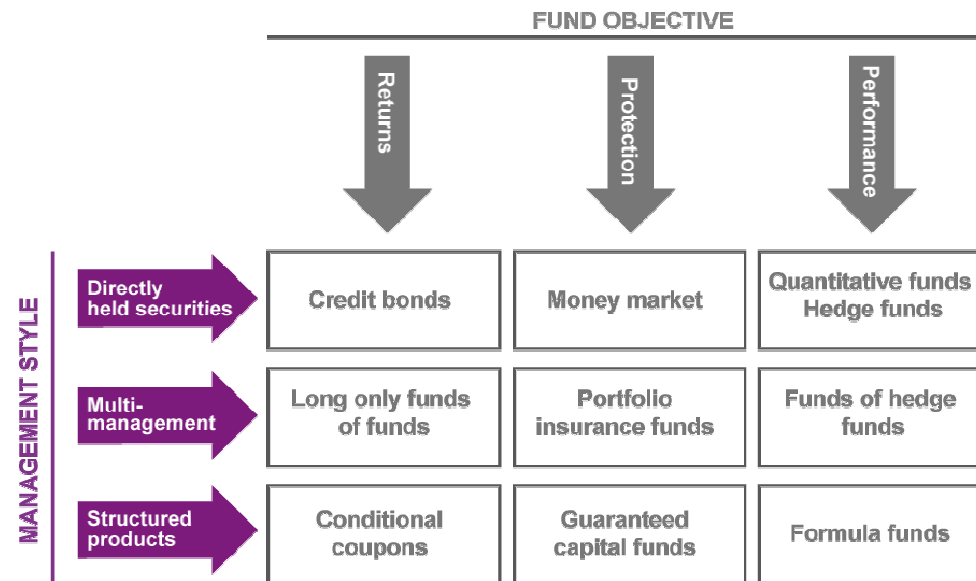 FUND OBJECTIVE
Returns
Protection
Performance
MANAGEMENT STYLE
Directly
held securities
Credit bonds
Money market
Quantitative funds
Hedge funds
Multi-
management
Long only funds
of funds
Portfolio
insurance funds
Funds of hedge
funds
Structured
products
Conditional
coupons
Guaranteed
capital funds
Formula funds